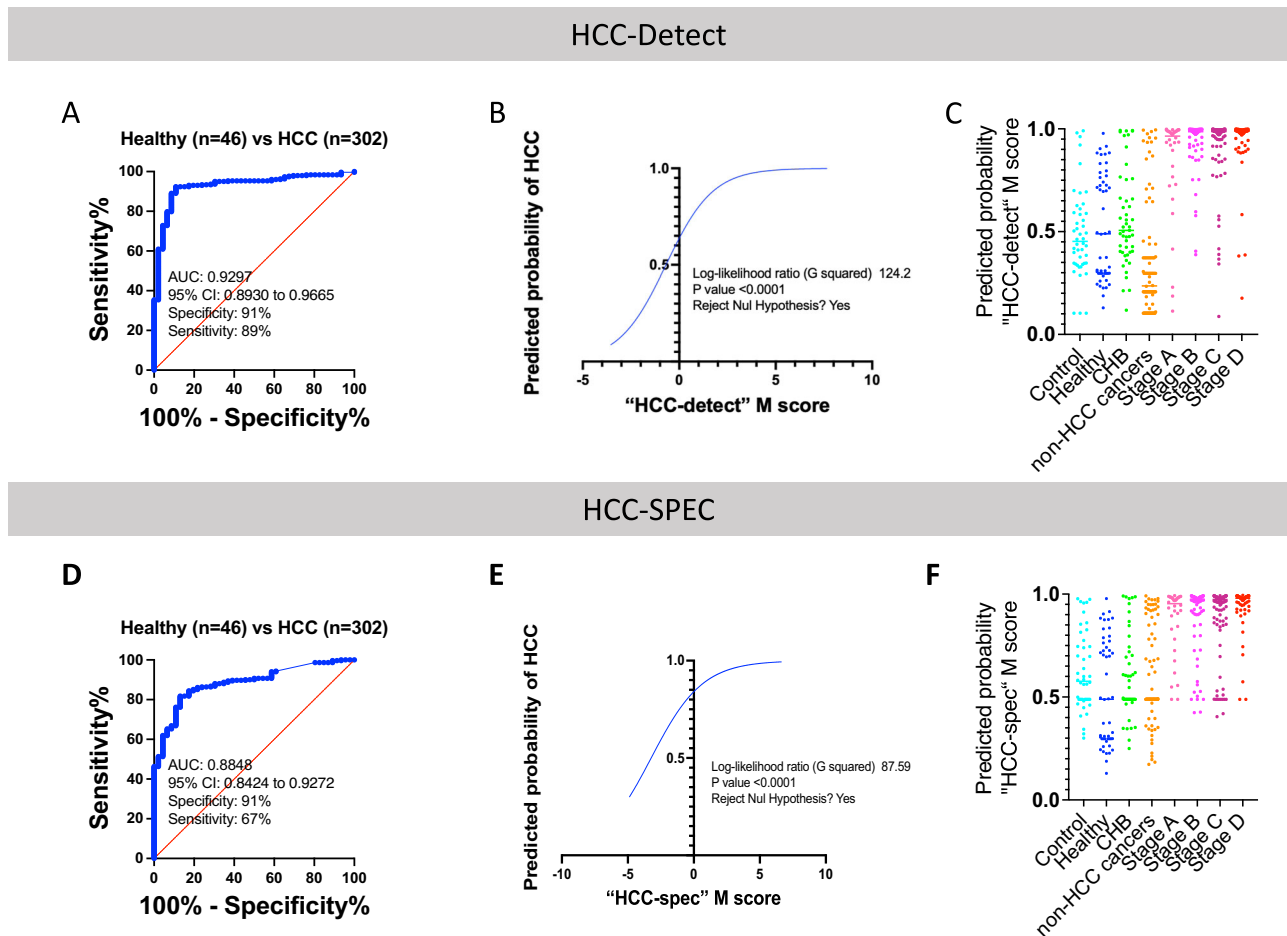 HCC-Detect
A
Healthy (n=46) vs HCC (n=302)
Sensitivity%
100
80
60
40
20
0
AUC: 0.9297
95% CI: 0.8930 to 0.9665
Specificity: 91%
Sensitivity: 89%
0 20 40 60 80 100
100% - Specificity%
B
Predicted probability of HCC
1.0
0.5
Log-likelihood ratio (G squared) 124.2
P value <0.0001
Reject Nul Hypothesis? Yes
-5 0 5 10
“HCC-detect” M score
C
Predicted probability
"HCC-detect“ M score
1.0
0.5
0.0
Control
Healthy
CHB
non-HCC cancers
Stage A
Stage B
Stage C
Stage D
HCC-SPEC
D
Healthy (n=46) vs HCC (n=302)
Sensitivity%
100
80
60
40
20
0
AUC: 0.8848
95% CI: 0.8424 to 0.9272
Specificity: 91%
Sensitivity: 67%
0 20 40 60 80 100
100% - Specificity%
E
Predicted probability of HCC
1.0
0.5
Log-likelihood ratio (G squared) 87.59
P value <0.0001
Reject Nul Hypothesis? Yes
-10 -5 0 5 10
“HCC-spec” M score
F
Predicted probability
"HCC-spec“ M score
1.0
0.5
0.0
Control
Healthy
CHB
non-HCC cancers
Stage A
Stage B
Stage C
Stage D